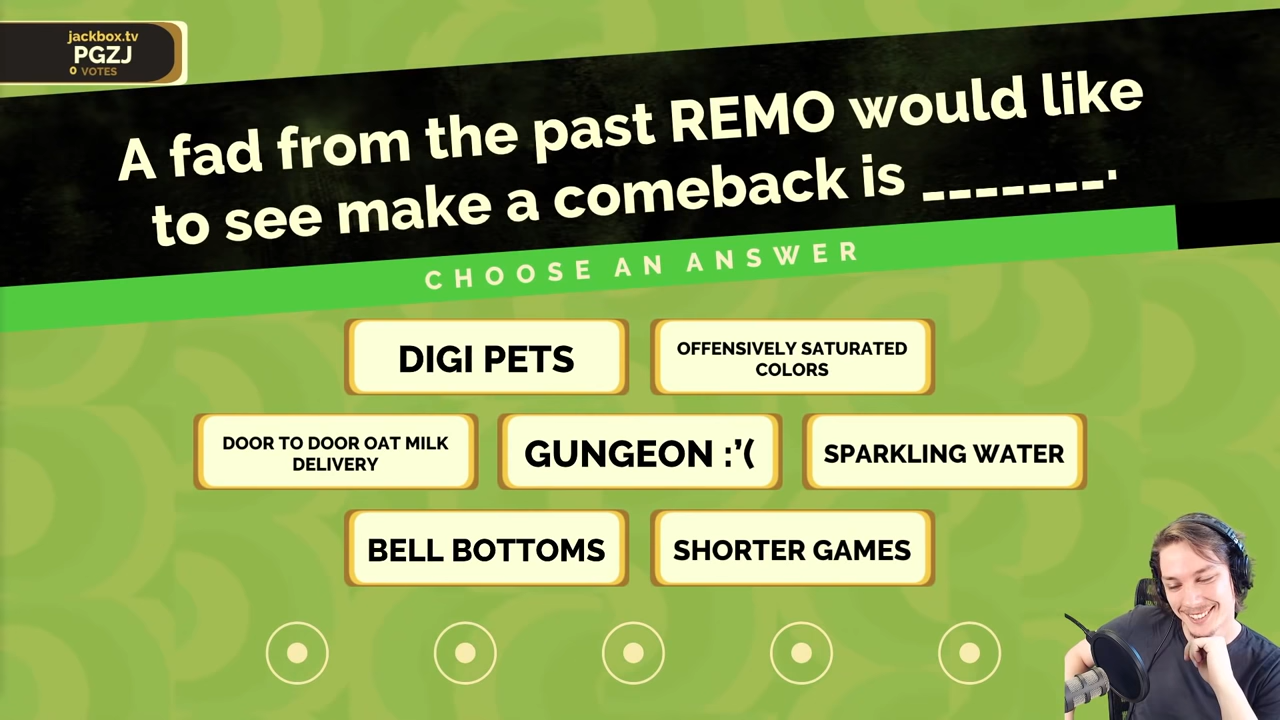 jackbox.tv
PGZJ
0 VOTES
A fad from the past REMO would like
to see make a comeback is _______.
CHOOSE AN ANSWER
DIGI PETS
OFFENSIVELY SATURATED
COLORS
DOOR TO DOOR OAT MILK
DELIVERY
GUNGEON :’(
SPARKLING WATER
BELL BOTTOMS
SHORTER GAMES